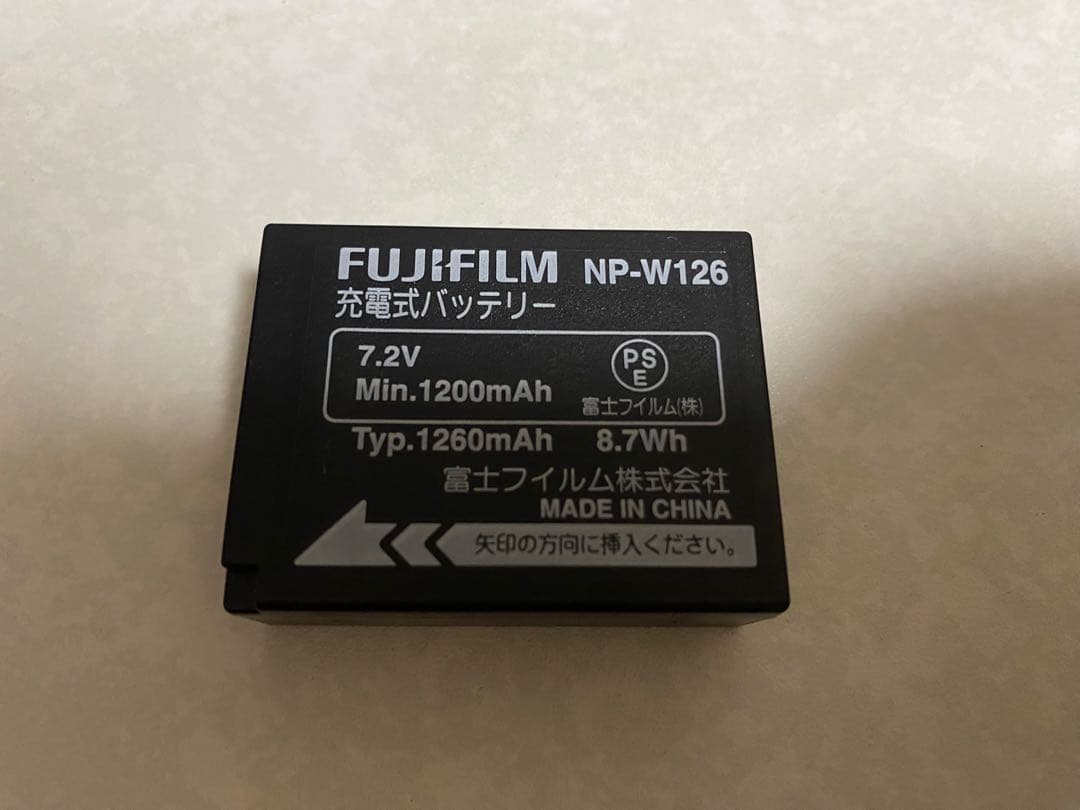 FUJIFILM NP-W126
充電式バッテリー
7.2V
Min.1200mAh
PS
E
富士フイルム(株)
Typ.1260mAh 8.7Wh
富士フイルム株式会社
MADE IN CHINA
矢印の方向に挿入ください。